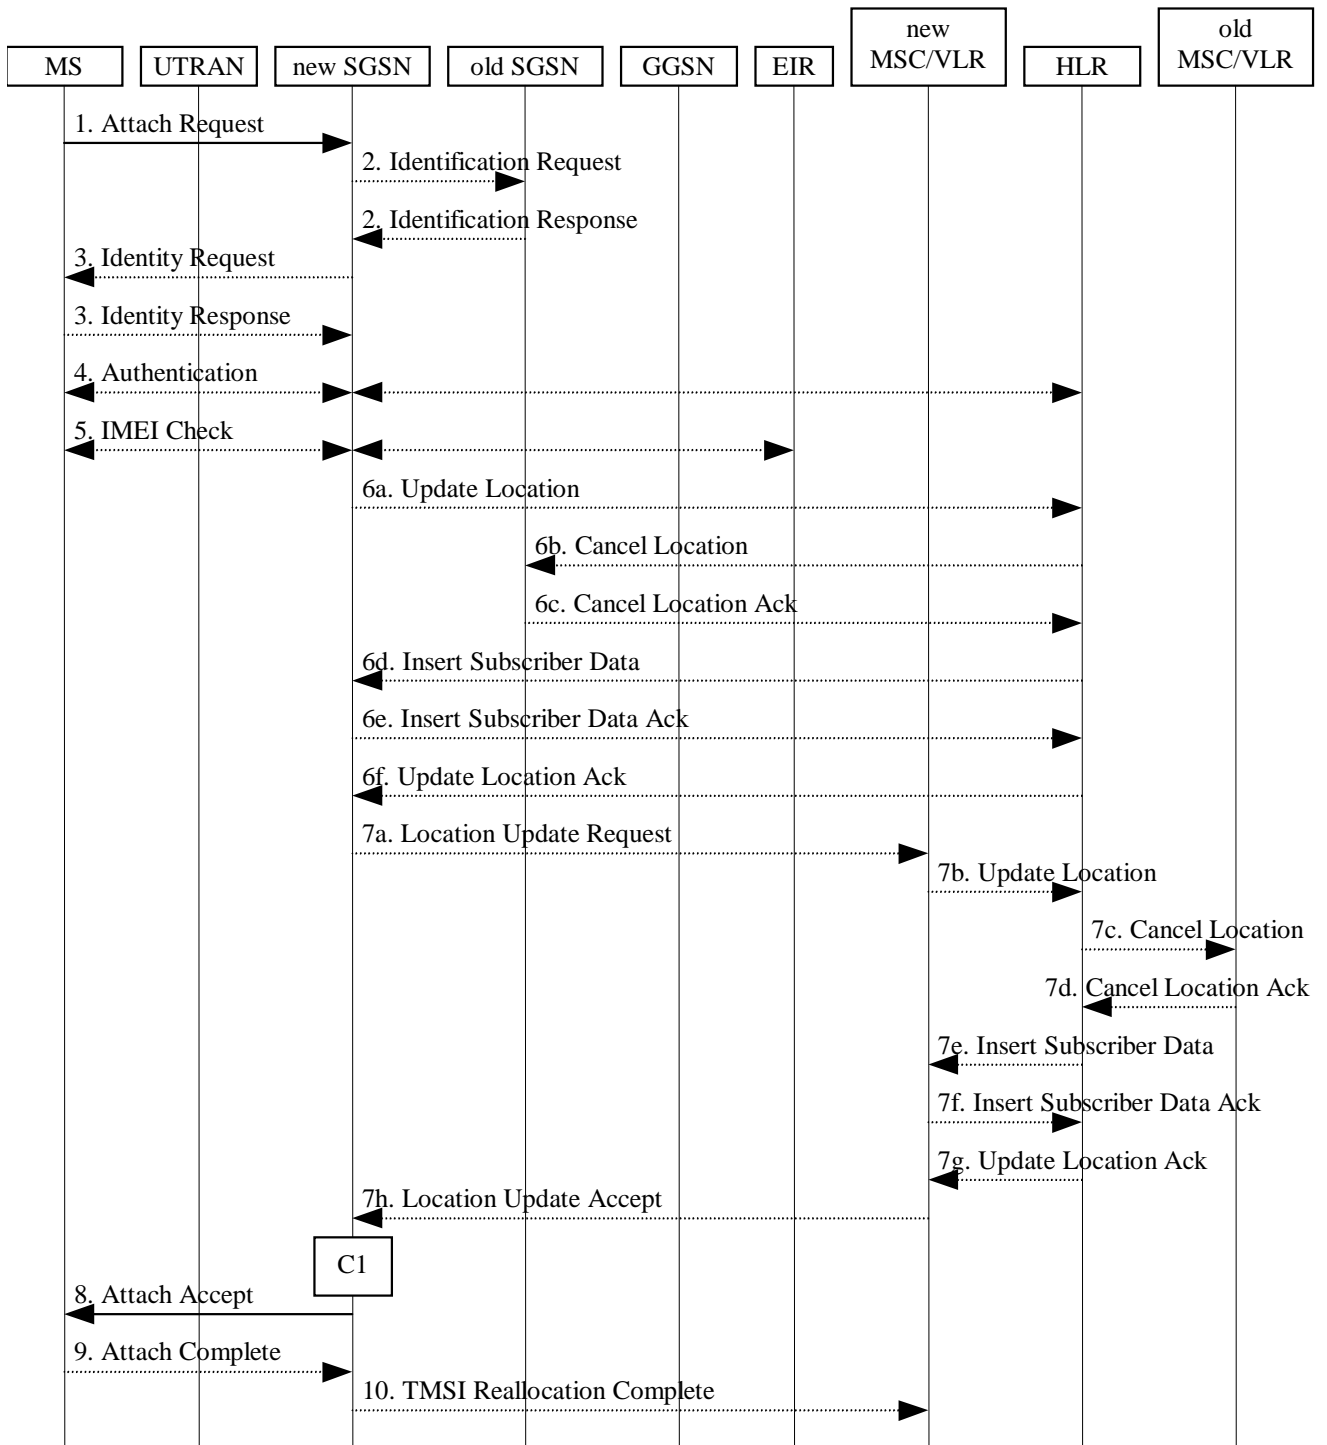 new
old
MS
UTRAN
new SGSN
old SGSN
GGSN
EIR
MSC/VLR
HLR
MSC/VLR
1. Attach Request
2. Identification Request
2. Identification Response
3. Identity Request
3. Identity Response
4. Authentication
5. IMEI Check
6a. Update Location
6b. Cancel Location
6c. Cancel Location Ack
6d. Insert Subscriber Data
6e. Insert Subscriber Data Ack
6f. Update Location Ack
7a. Location Update Request
7b. Update Location
7c. Cancel Location
7d. Cancel Location Ack
7e. Insert Subscriber Data
7f. Insert Subscriber Data Ack
7g. Update Location Ack
7h. Location Update Accept
C1
8. Attach Accept
9. Attach Complete
10. TMSI Reallocation Complete